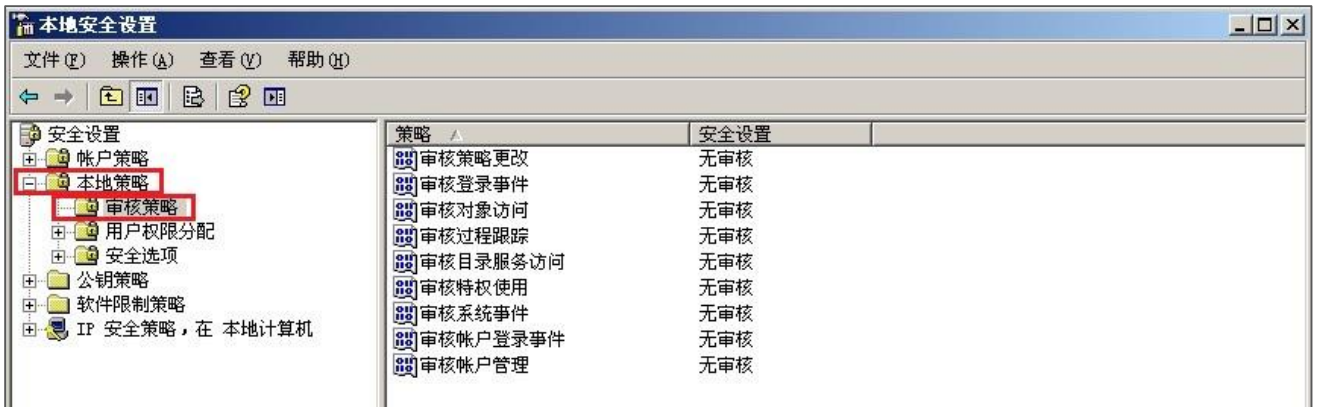 本地安全设置
文件(F) 操作(A) 查看(V) 帮助(H)
安全设置
帐户策略
本地策略
审核策略
用户权限分配
安全选项
公钥策略
软件限制策略
IP 安全策略，在 本地计算机
策略 安全设置
审核策略更改 无审核
审核登录事件 无审核
审核对象访问 无审核
审核过程跟踪 无审核
审核目录服务访问 无审核
审核特权使用 无审核
审核系统事件 无审核
审核帐户登录事件 无审核
审核帐户管理 无审核